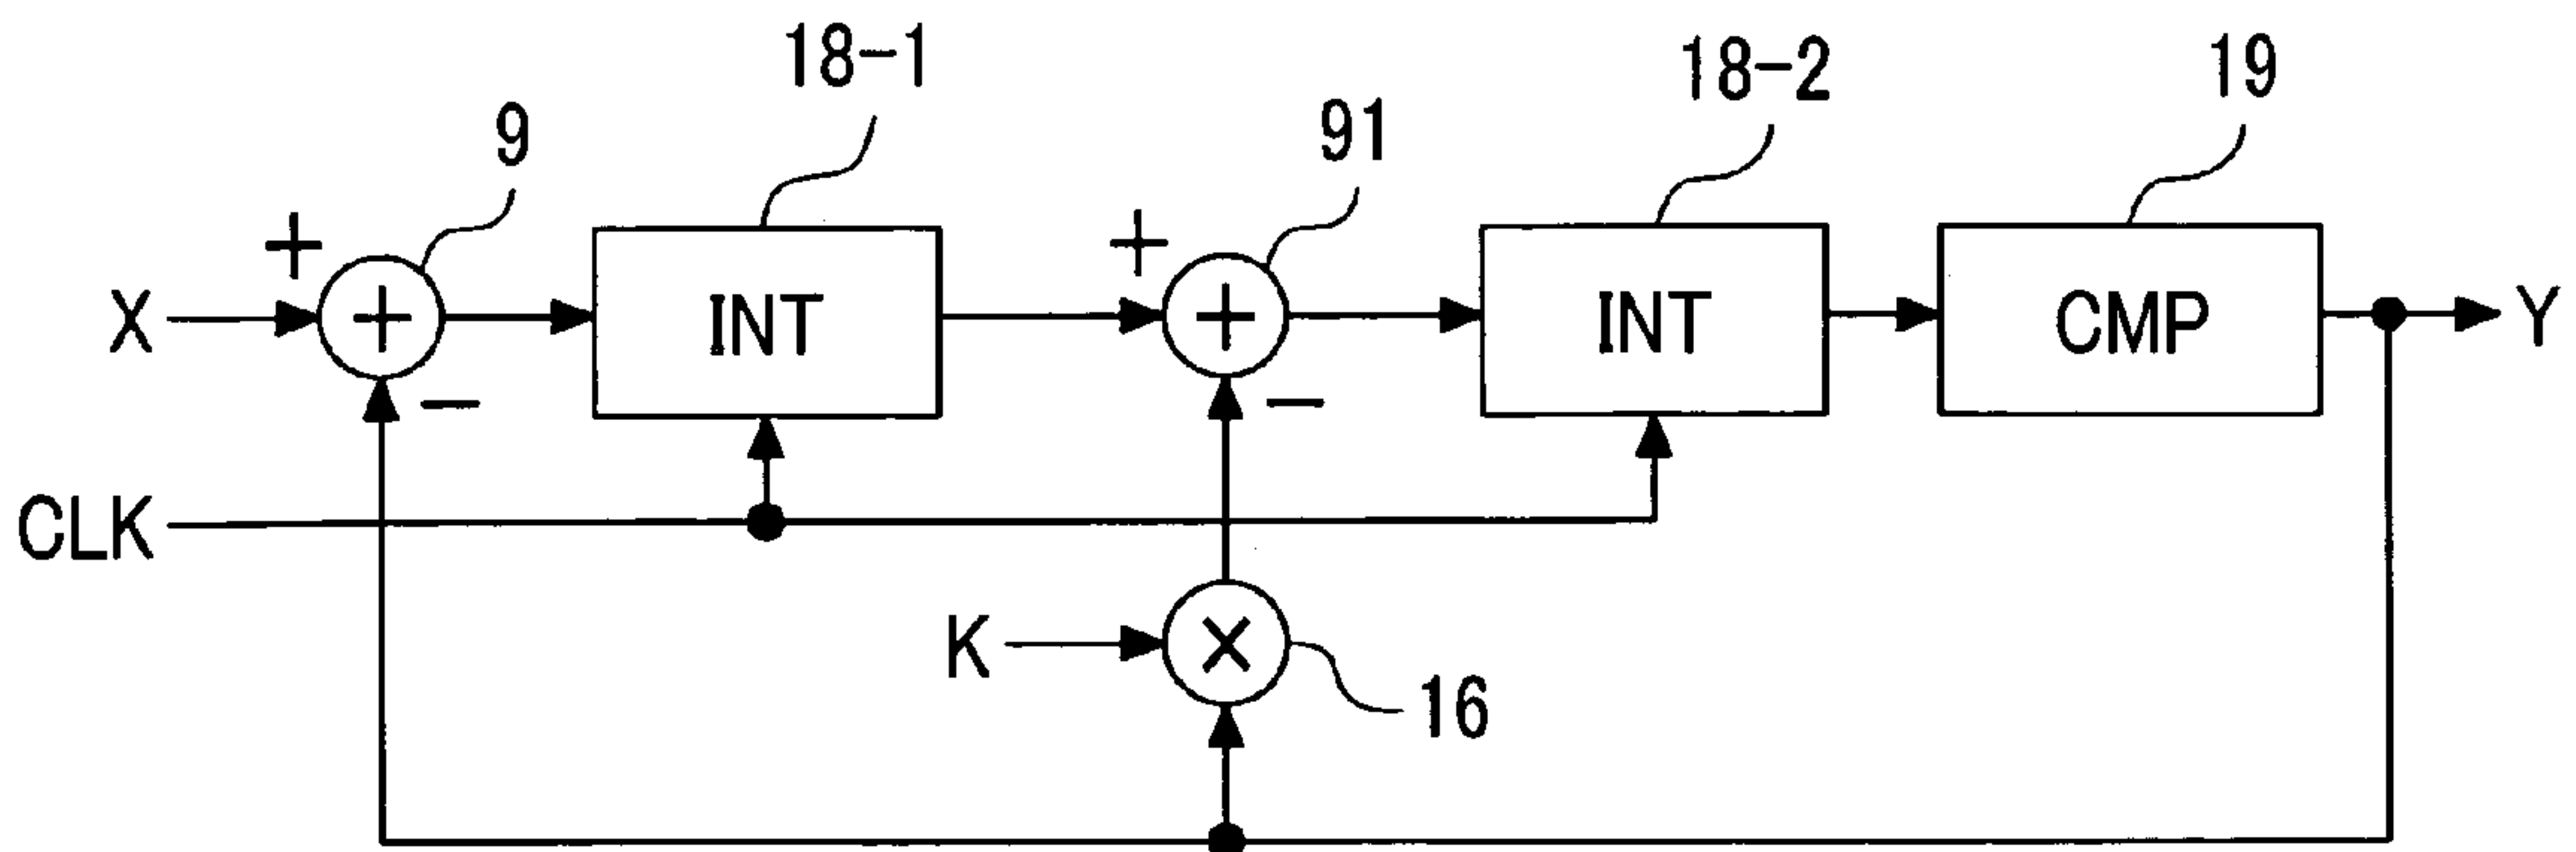 18-1
18-2
19
9
91
+
+
X
+
INT
+
INT
CMP
Y
−
−
CLK
K
×
16